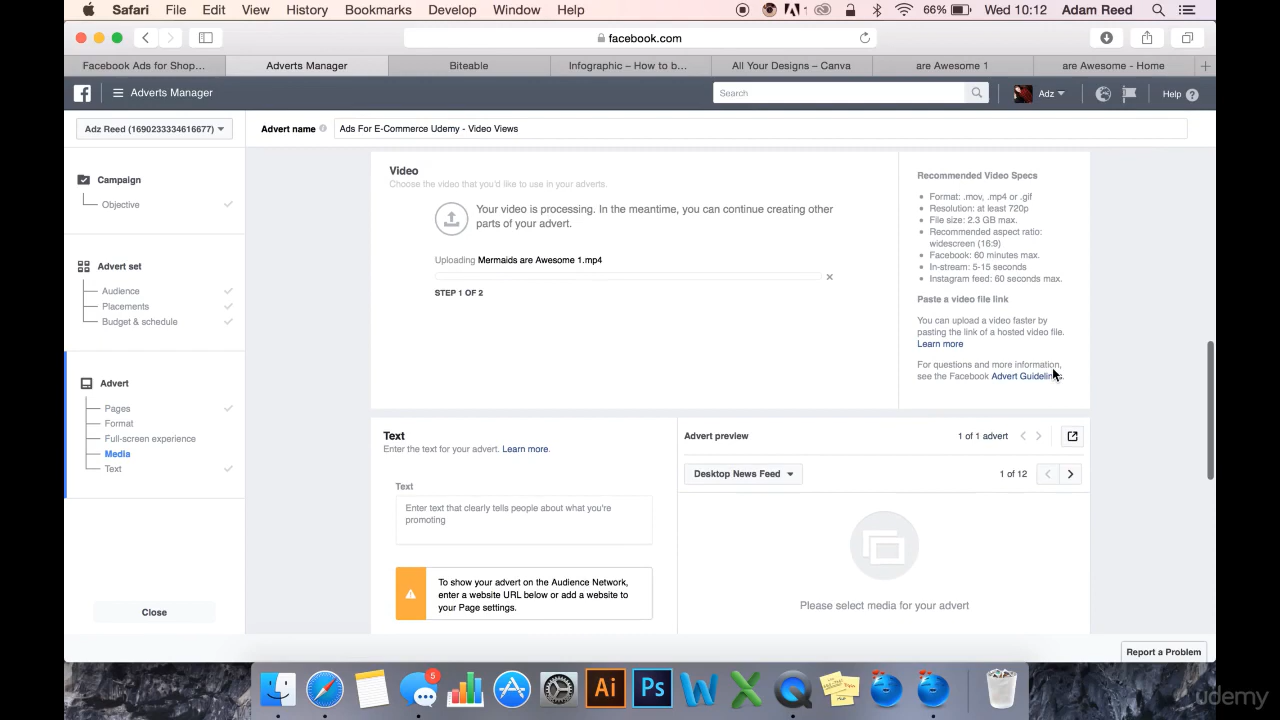 Safari File Edit View History Bookmarks Develop Window Help 66% Wed 10:12 Adam Reed
facebook.com
Facebook Ads for Shop... Adverts Manager Biteable Infographic – How to b... All Your Designs – Canva are Awesome 1 are Awesome - Home
Adverts Manager Search Adz Help
Adz Reed (1690233334616677) Advert name Ads For E-Commerce Udemy - Video Views
Campaign
Objective
Advert set
Audience
Placements
Budget & schedule
Advert
Pages
Format
Full-screen experience
Media
Text
Close
Video
Choose the video that you'd like to use in your adverts.
Your video is processing. In the meantime, you can continue creating other
parts of your advert.
Uploading Mermaids are Awesome 1.mp4
STEP 1 OF 2
Recommended Video Specs
Format: .mov, .mp4 or .gif
Resolution: at least 720p
File size: 2.3 GB max.
Recommended aspect ratio:
widescreen (16:9)
Facebook: 60 minutes max.
In-stream: 5-15 seconds
Instagram feed: 60 seconds max.
Paste a video file link
You can upload a video faster by
pasting the link of a hosted video file.
Learn more
For questions and more information,
see the Facebook Advert Guidelines.
Text
Enter the text for your advert. Learn more.
Text
Enter text that clearly tells people about what you're
promoting
To show your advert on the Audience Network,
enter a website URL below or add a website to
your Page settings.
Advert preview 1 of 1 advert
Desktop News Feed 1 of 12
Please select media for your advert
Report a Problem
5
Ai Ps
udemy